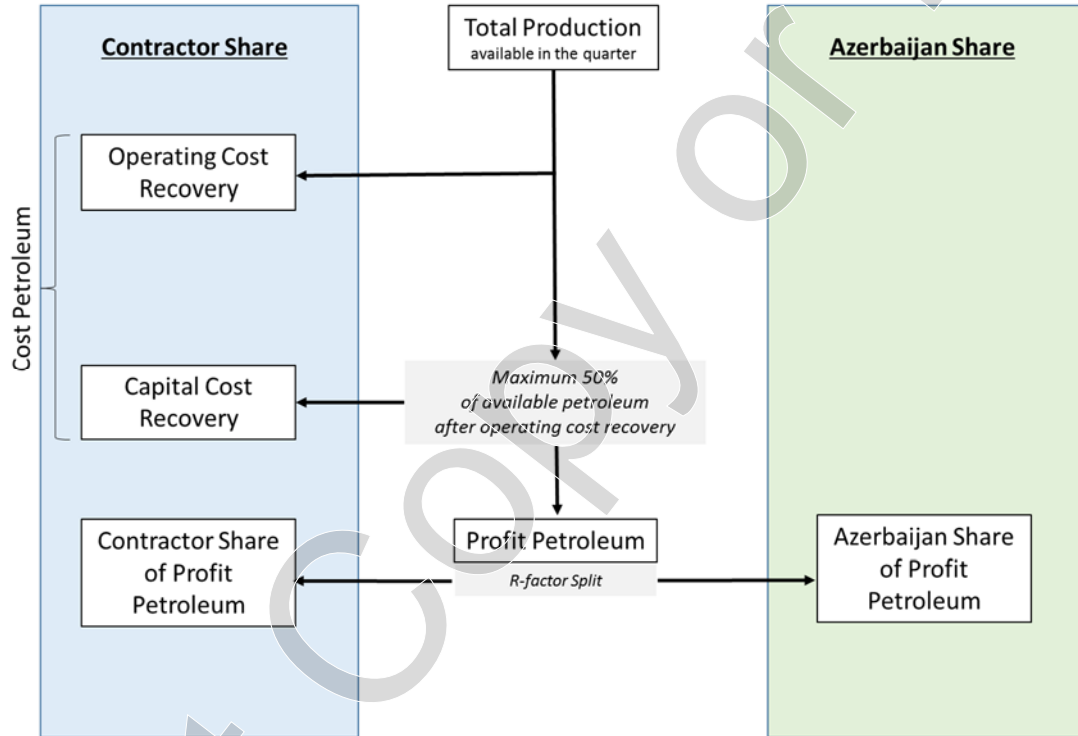 Contractor Share
Total Production
available in the quarter
Azerbaijan Share
Cost Petroleum
Operating Cost
Recovery
Capital Cost
Recovery
Maximum 50%
of available petroleum
after operating cost recovery
Contractor Share
of Profit
Petroleum
Profit Petroleum
R-factor Split
Azerbaijan Share
of Profit
Petroleum
Copy or